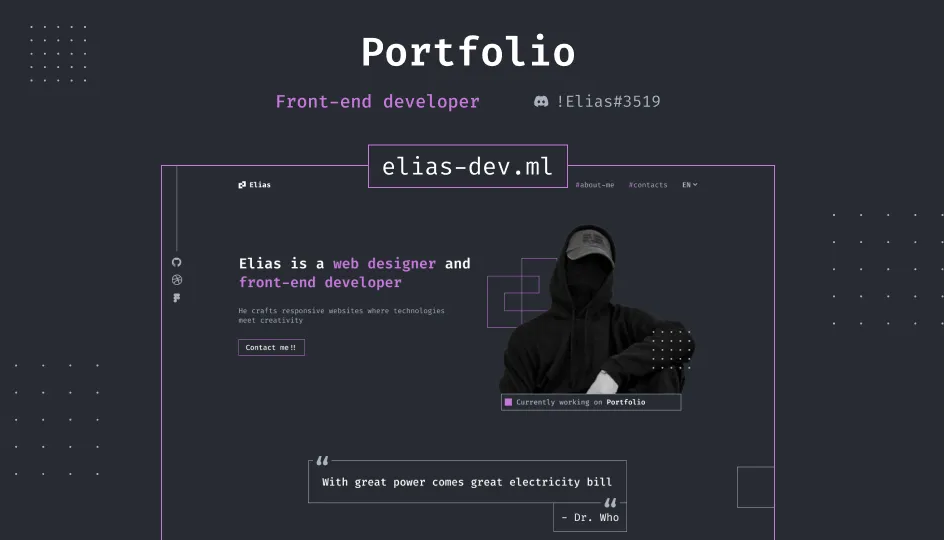 Portfolio
Front-end developer
!Elias#3519
elias-dev.ml
Elias
#about-me #contacts EN
Elias is a web designer and
front-end developer
He crafts responsive websites where technologies
meet creativity
Contact me!!
Currently working on Portfolio
“
With great power comes great electricity bill
“
- Dr. Who